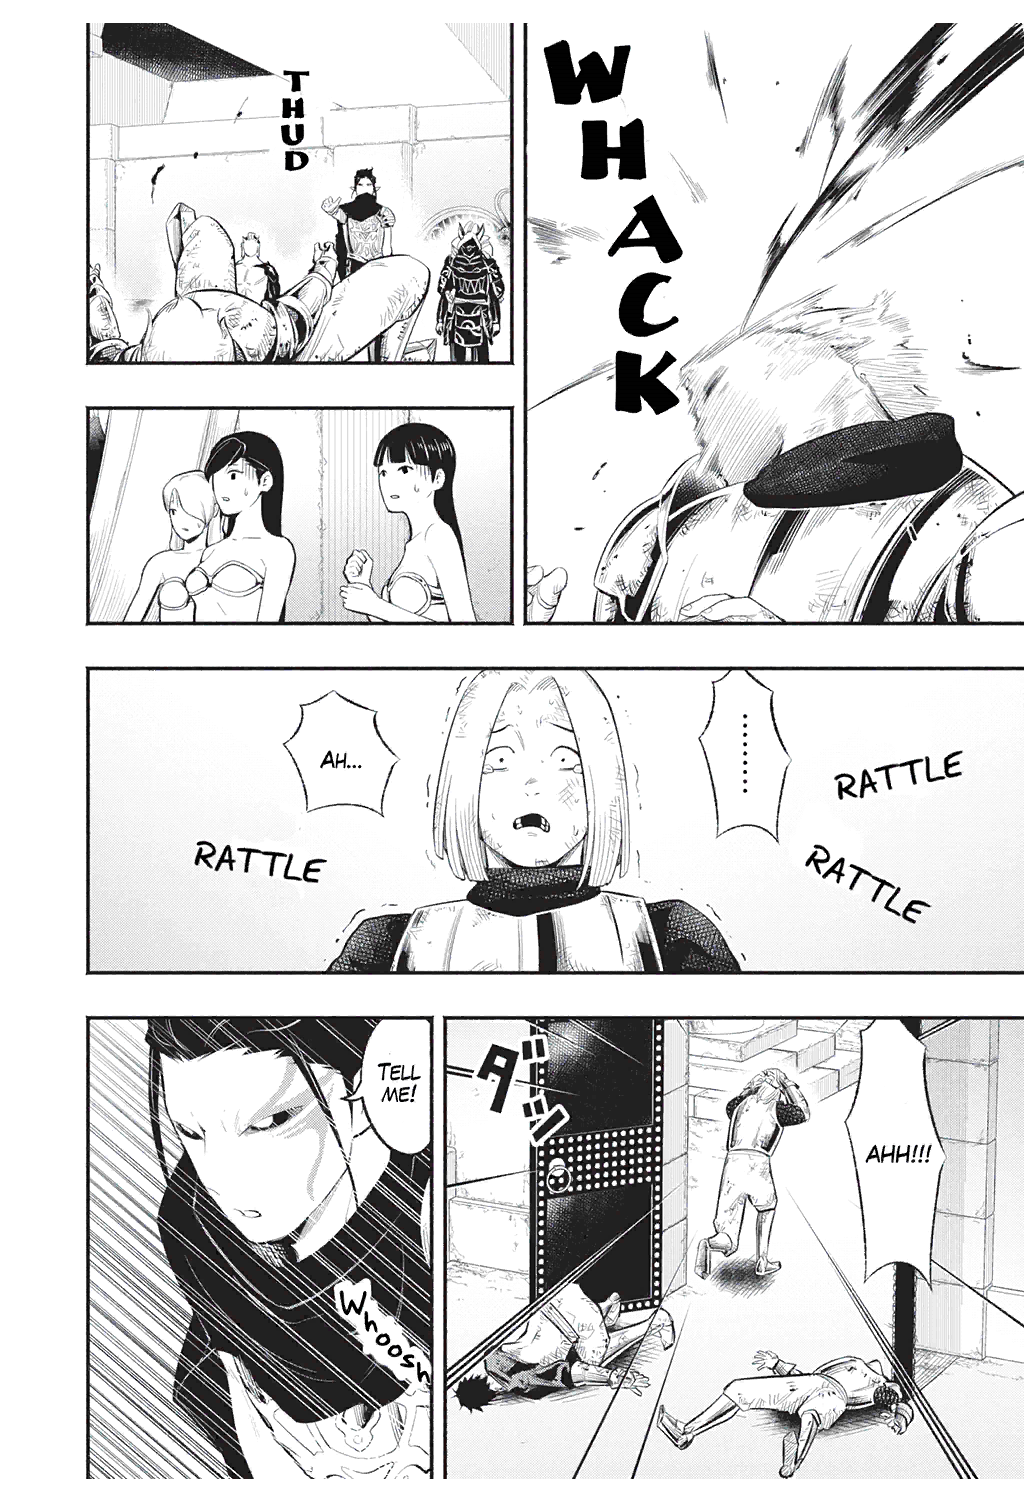 WHACK
THUD
.........
RATTLE
RATTLE
AH...
RATTLE
AHH!!!
ダッ
TELL
ME!
Whoosh